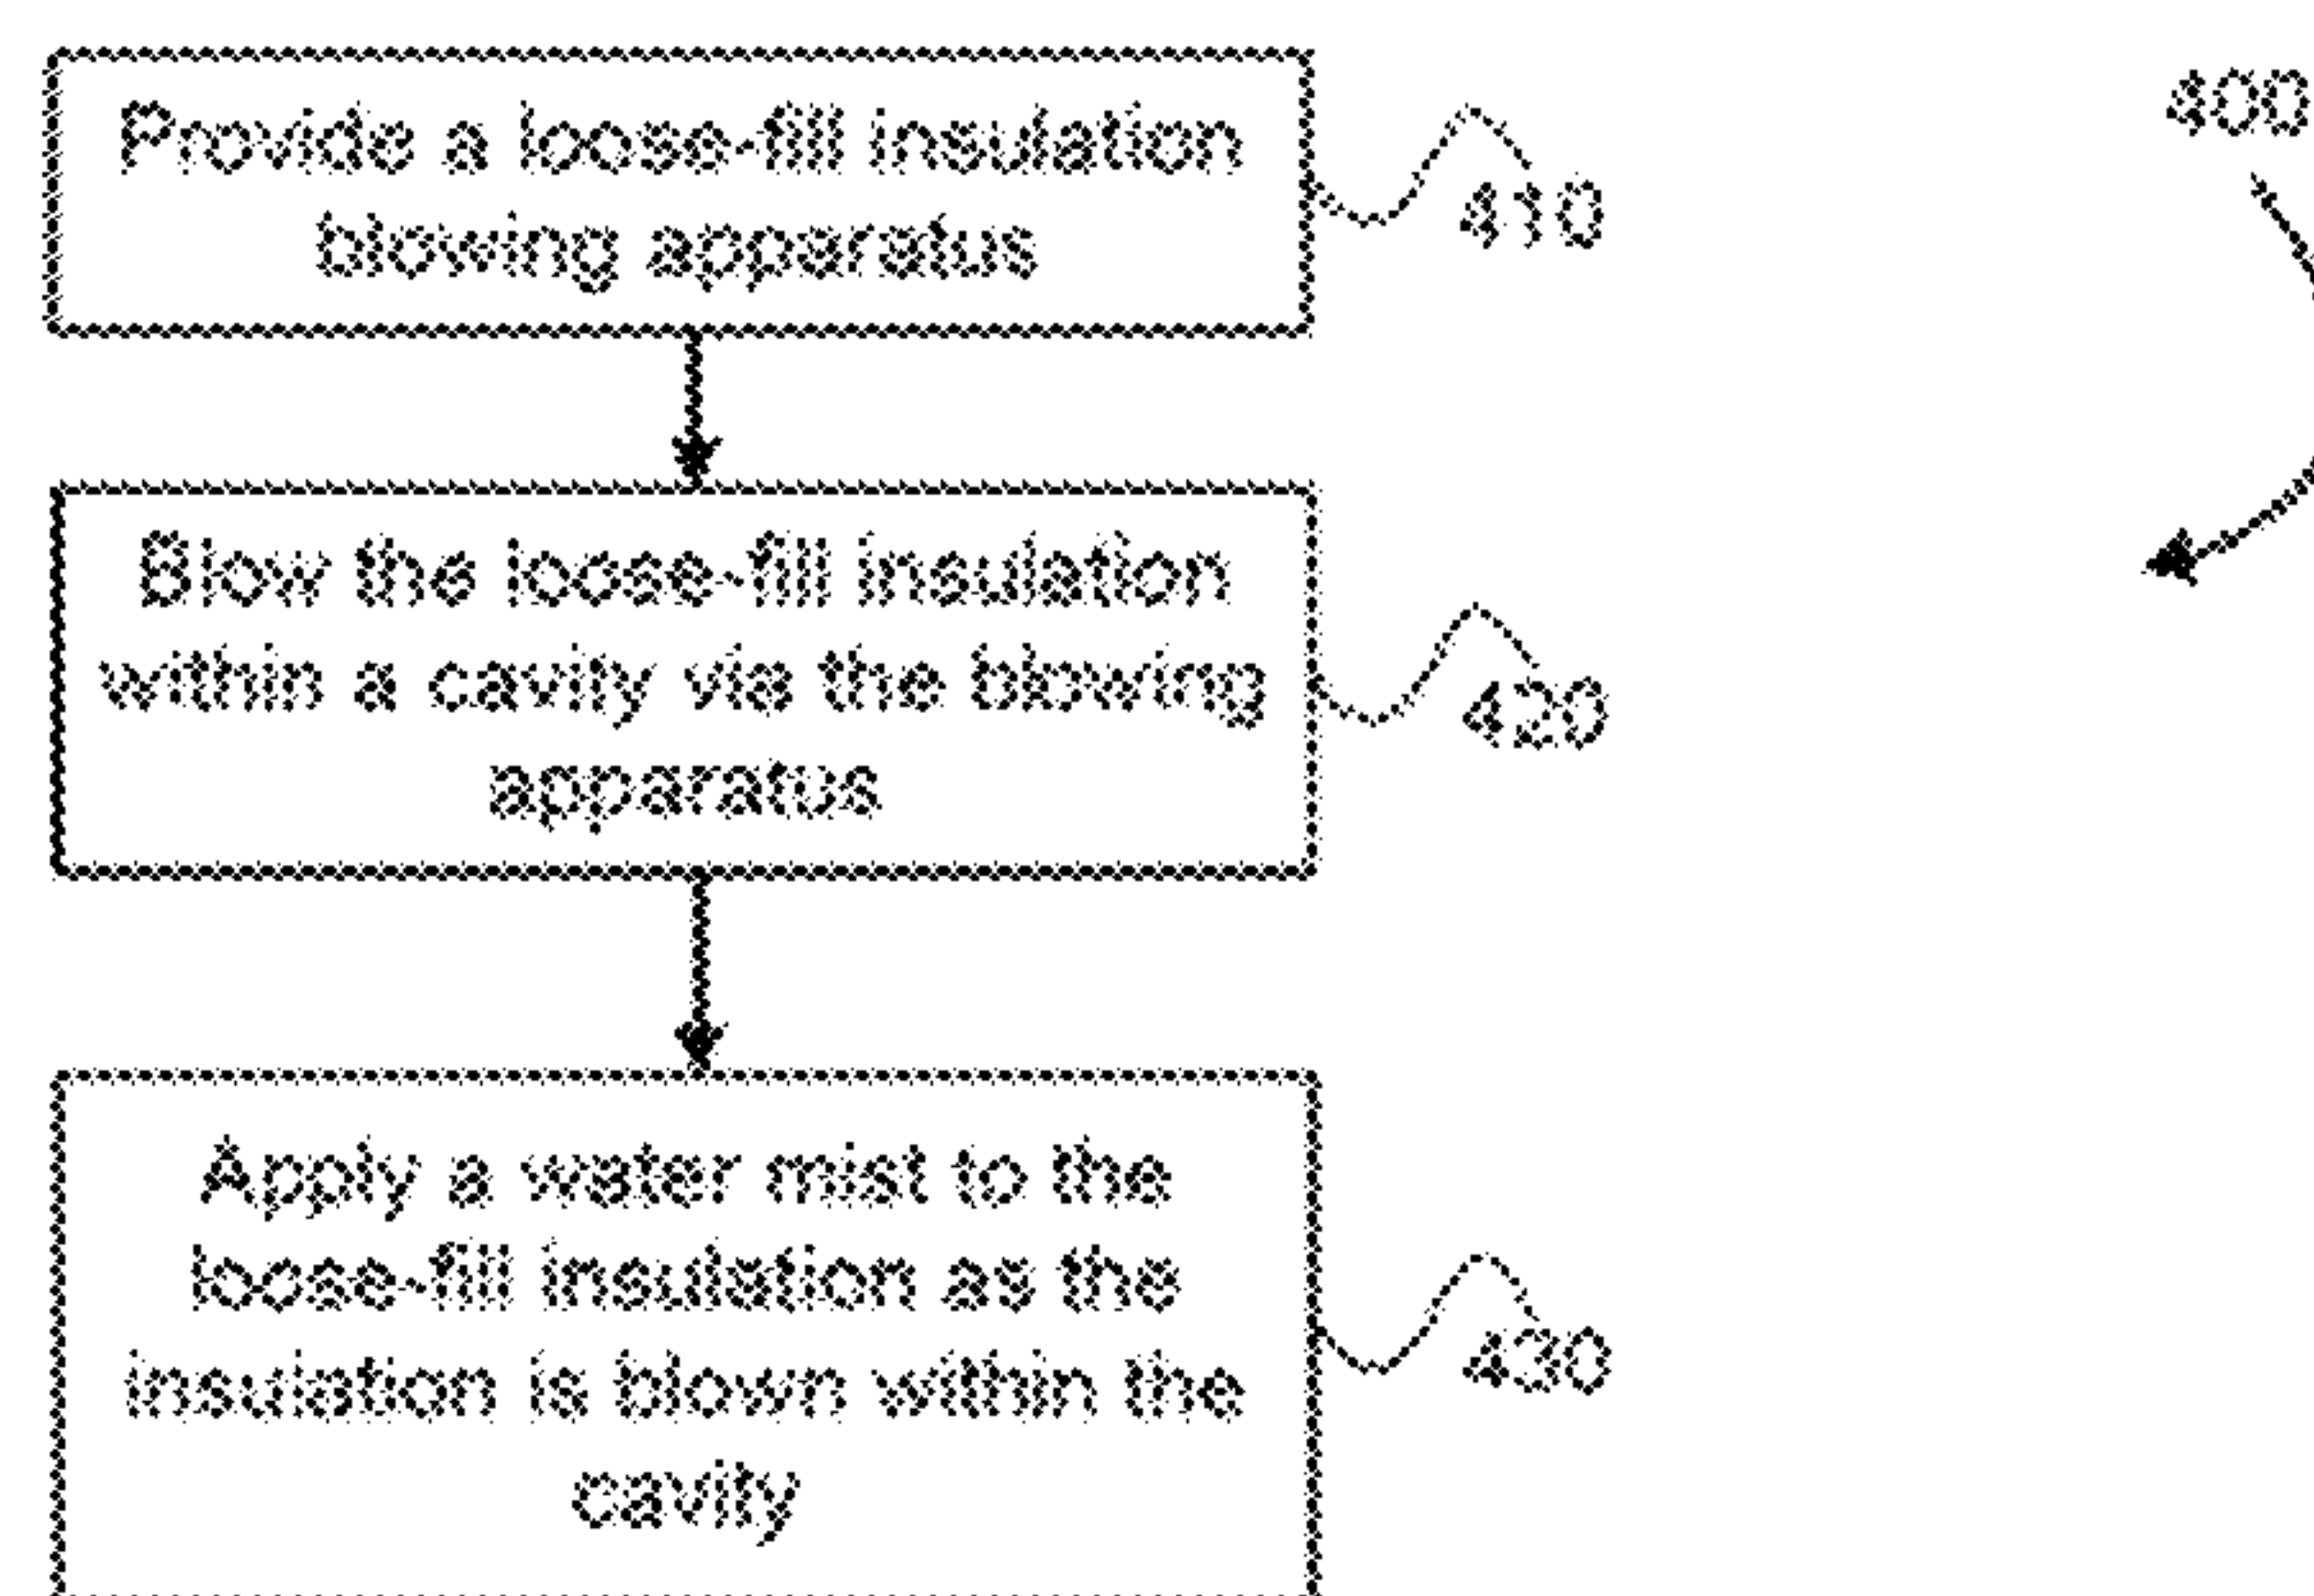 Provide a loose-fill insulation
blowing apparatus
410
400
Blow the loose-fill insulation
within a cavity via the blowing
apparatus
420
Apply a water mist to the
loose-fill insulation as the
insulation is blown within the
cavity
430